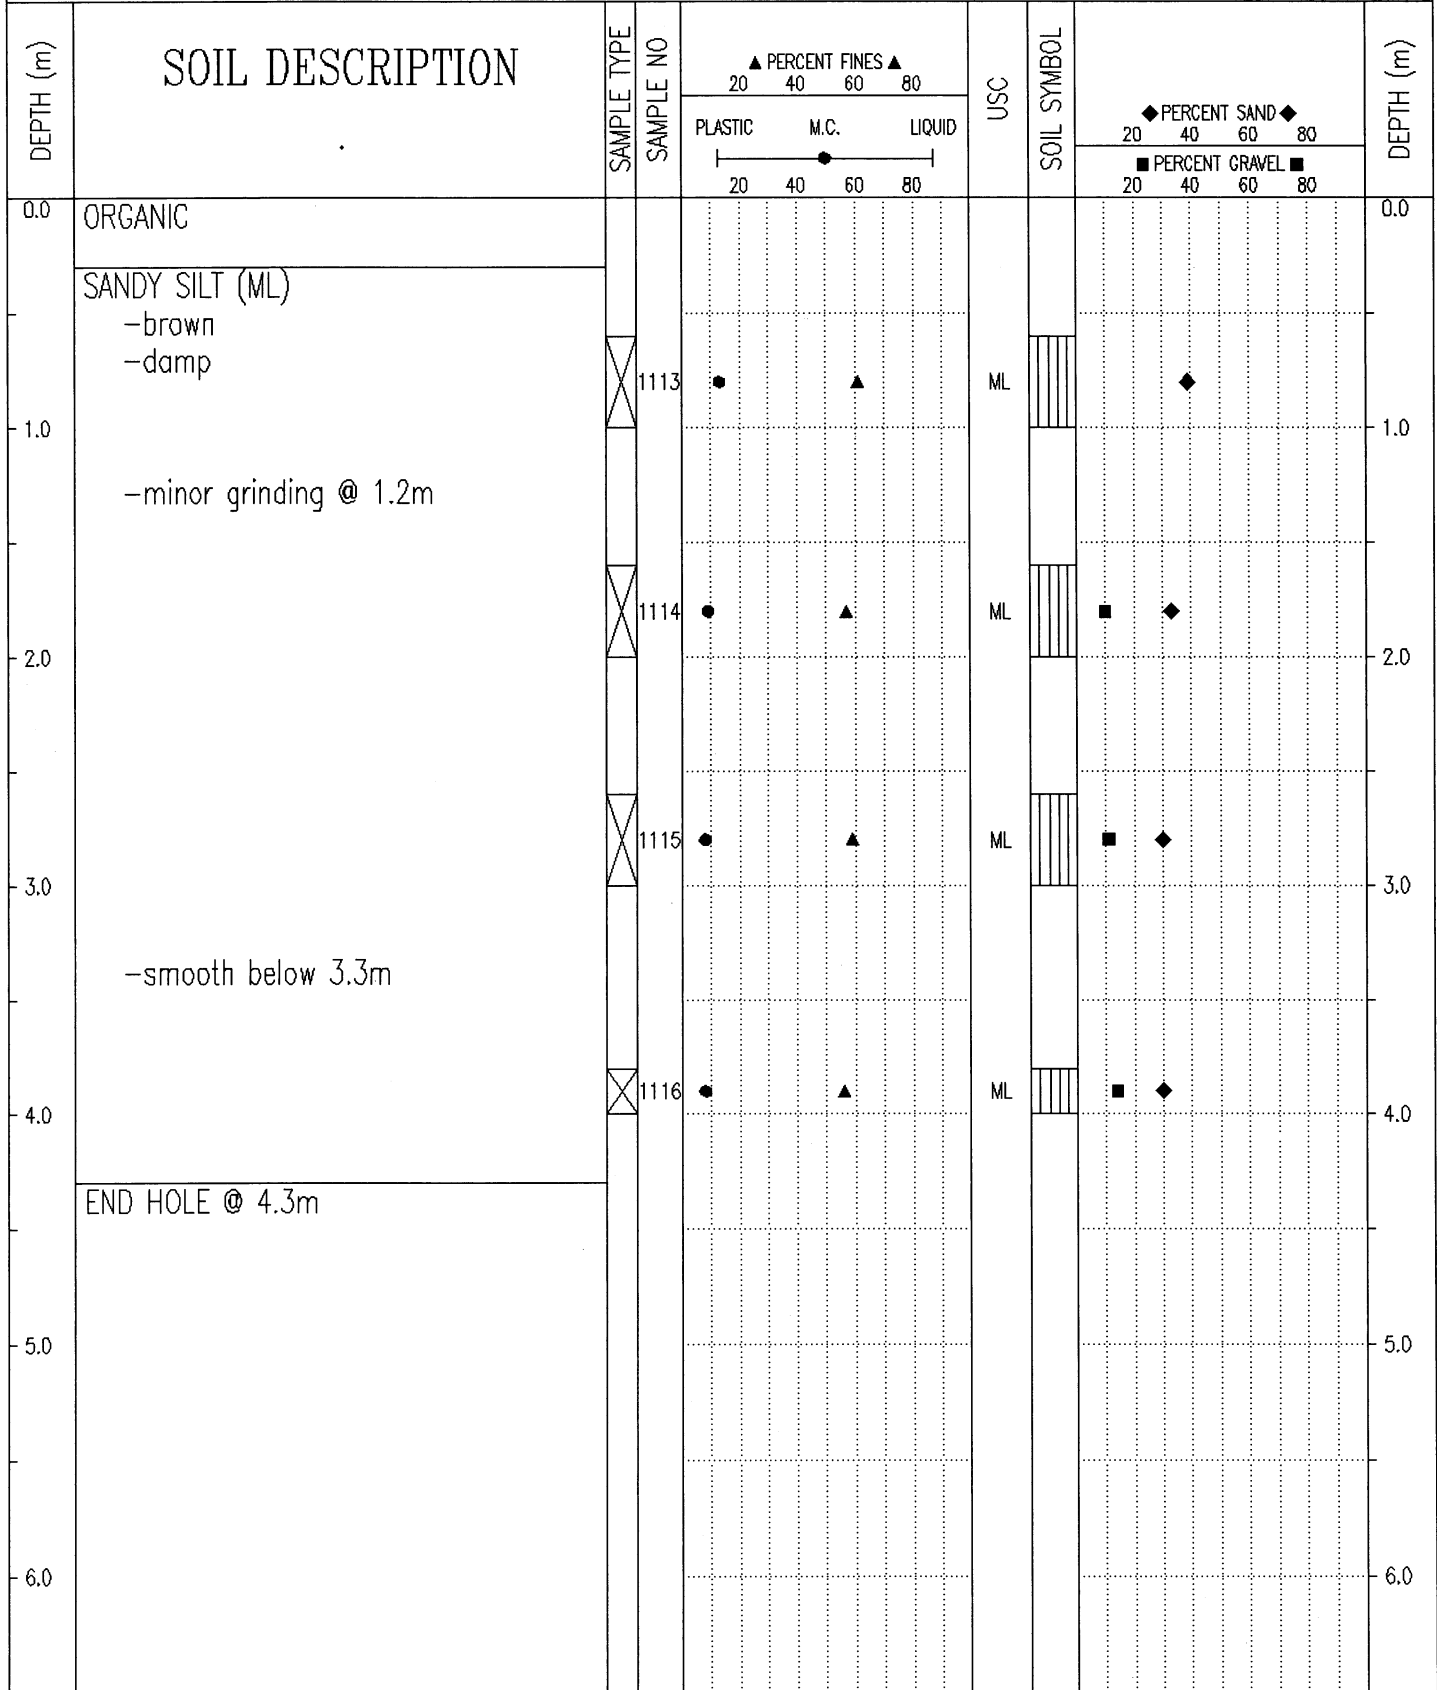 DEPTH (m)
SOIL DESCRIPTION
SAMPLE TYPE
SAMPLE NO
▲ PERCENT FINES ▲
20 40 60 80
PLASTIC M.C. LIQUID
20 40 60 80
USC
SOIL SYMBOL
◆ PERCENT SAND ◆
20 40 60 80
■ PERCENT GRAVEL ■
20 40 60 80
DEPTH (m)
0.0 ORGANIC 0.0
SANDY SILT (ML)
-brown
-damp
1113 ML
1.0 1.0
-minor grinding @ 1.2m
1114 ML
2.0 2.0
1115 ML
3.0 3.0
-smooth below 3.3m
1116 ML
4.0 4.0
END HOLE @ 4.3m
5.0 5.0
6.0 6.0